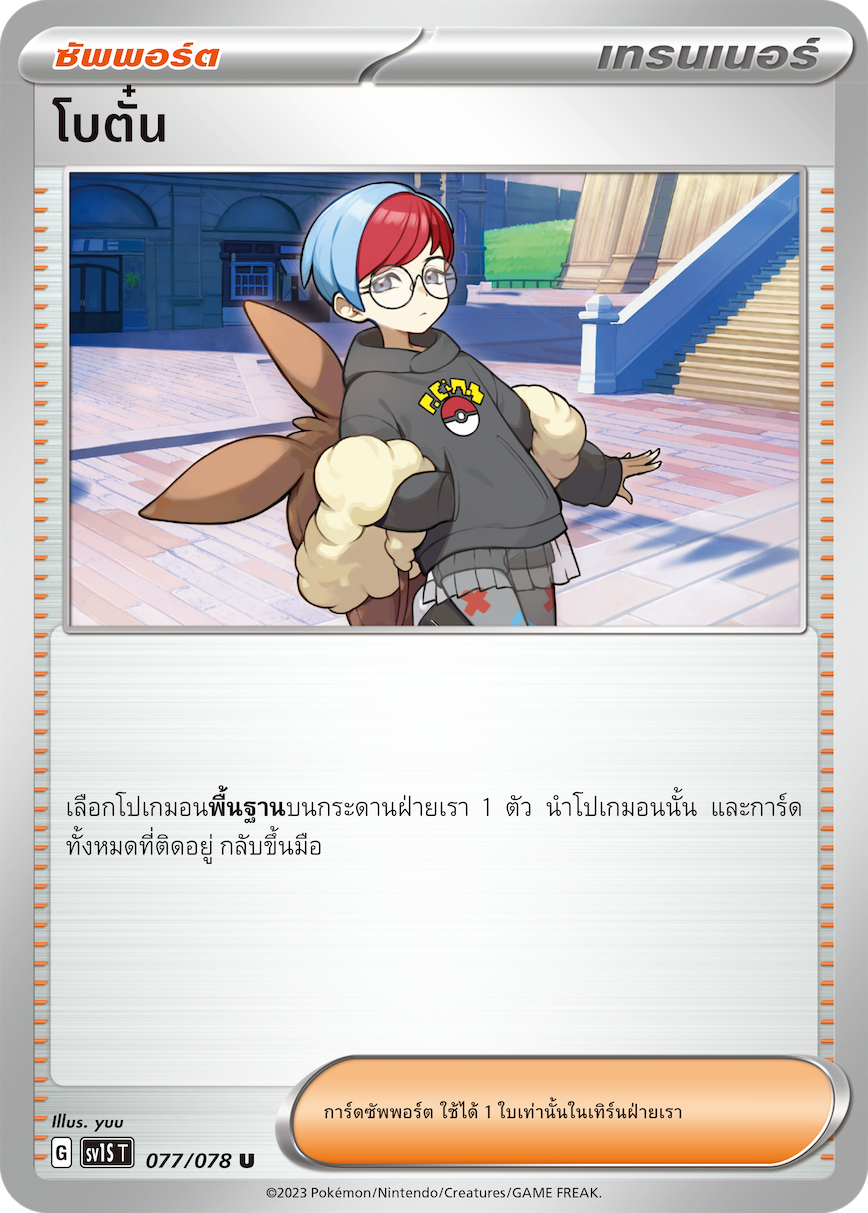 ซัพพอร์ต
เทรนเนอร์
โบตั๋น
เลือกโปเกมอนพื้นฐานบนกระดานฝ่ายเรา 1 ตัว นำโปเกมอนนั้น และการ์ด
ทั้งหมดที่ติดอยู่ กลับขึ้นมือ
การ์ดซัพพอร์ต ใช้ได้ 1 ใบเท่านั้นในเทิร์นฝ่ายเรา
Illus. yuu
G SV1S T 077/078 U
©2023 Pokémon/Nintendo/Creatures/GAME FREAK.